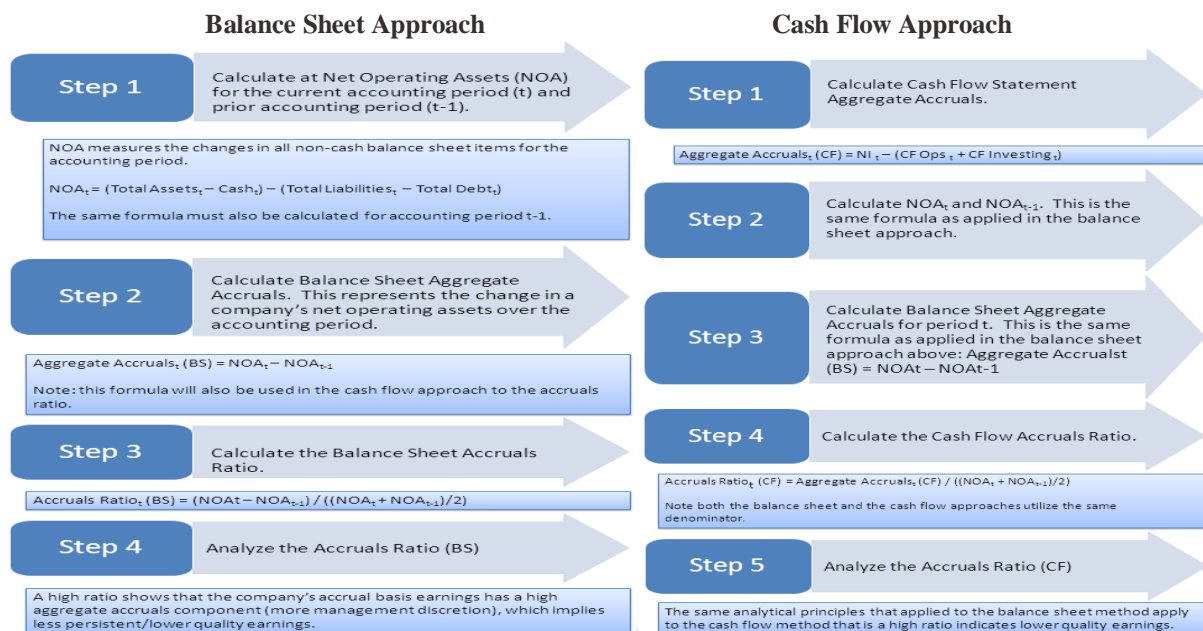 Balance Sheet Approach
Step 1
Calculate at Net Operating Assets (NOA)
for the current accounting period (t) and
prior accounting period (t-1).
NOA measures the changes in all non-cash balance sheet items for the
accounting period.
NOAₜ = (Total Assetsₜ – Cashₜ) – (Total Liabilitiesₜ – Total Debtₜ)
The same formula must also be calculated for accounting period t-1.
Step 2
Calculate Balance Sheet Aggregate
Accruals. This represents the change in a
company's net operating assets over the
accounting period.
Aggregate Accrualsₜ (BS) = NOAₜ – NOAₜ₋₁
Note: this formula will also be used in the cash flow approach to the accruals
ratio.
Step 3
Calculate the Balance Sheet Accruals
Ratio.
Accruals Ratioₜ (BS) = (NOAt – NOAₜ₋₁) / ((NOAₜ + NOAₜ₋₁)/2)
Step 4
Analyze the Accruals Ratio (BS)
A high ratio shows that the company's accrual basis earnings has a high
aggregate accruals component (more management discretion), which implies
less persistent/lower quality earnings.
Cash Flow Approach
Step 1
Calculate Cash Flow Statement
Aggregate Accruals.
Aggregate Accrualsₜ (CF) = NI ₜ – (CF Ops ₜ + CF Investing ₜ)
Step 2
Calculate NOAₜ and NOAₜ₋₁. This is the
same formula as applied in the balance
sheet approach.
Step 3
Calculate Balance Sheet Aggregate
Accruals for period t. This is the same
formula as applied in the balance sheet
approach above: Aggregate Accrualst
(BS) = NOAt – NOAt-1
Step 4
Calculate the Cash Flow Accruals Ratio.
Accruals Ratioₜ (CF) = Aggregate Accrualsₜ (CF) / ((NOAₜ + NOAₜ₋₁)/2)
Note both the balance sheet and the cash flow approaches utilize the same
denominator.
Step 5
Analyze the Accruals Ratio (CF)
The same analytical principles that applied to the balance sheet method apply
to the cash flow method that is a high ratio indicates lower quality earnings.